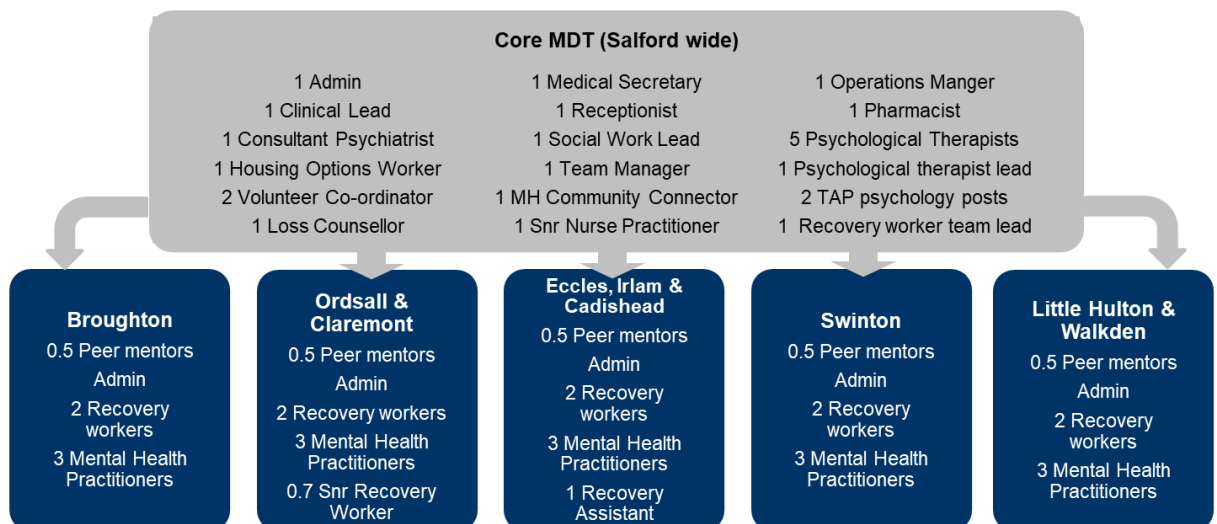 Core MDT (Salford wide)
1 Admin
1 Clinical Lead
1 Consultant Psychiatrist
1 Housing Options Worker
2 Volunteer Co-ordinator
1 Loss Counsellor
1 Medical Secretary
1 Receptionist
1 Social Work Lead
1 Team Manager
1 MH Community Connector
1 Snr Nurse Practitioner
1 Operations Manger
1 Pharmacist
5 Psychological Therapists
1 Psychological therapist lead
2 TAP psychology posts
1 Recovery worker team lead
Broughton
0.5 Peer mentors
Admin
2 Recovery
workers
3 Mental Health
Practitioners
Ordsall &
Claremont
0.5 Peer mentors
Admin
2 Recovery workers
3 Mental Health
Practitioners
0.7 Snr Recovery
Worker
Eccles, Irlam &
Cadishead
0.5 Peer mentors
Admin
2 Recovery
workers
3 Mental Health
Practitioners
1 Recovery
Assistant
Swinton
0.5 Peer mentors
Admin
2 Recovery
workers
3 Mental Health
Practitioners
Little Hulton &
Walkden
0.5 Peer mentors
Admin
2 Recovery
workers
3 Mental Health
Practitioners